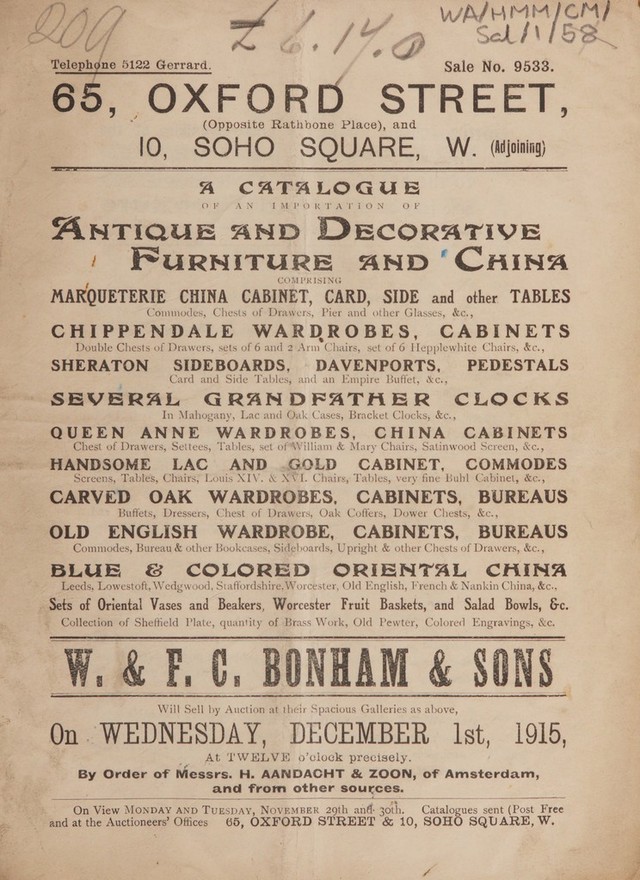 209
£6.14.0
WA/HMM/CM/
Sal/1/58
Telephone 5122 Gerrard.
Sale No. 9533.
65, OXFORD STREET,
(Opposite Rathbone Place), and
10, SOHO SQUARE, W. (Adjoining)
A CATALOGUE
OF AN IMPORTATION OF
ANTIQUE AND DECORATIVE
FURNITURE AND CHINA
COMPRISING
MARQUETERIE CHINA CABINET, CARD, SIDE and other TABLES
Commodes, Chests of Drawers, Pier and other Glasses, &c.,
CHIPPENDALE WARDROBES, CABINETS
Double Chests of Drawers, sets of 6 and 2 Arm Chairs, set of 6 Hepplewhite Chairs, &c.,
SHERATON SIDEBOARDS, DAVENPORTS, PEDESTALS
Card and Side Tables, and an Empire Buffet, &c.,
SEVERAL GRANDFATHER CLOCKS
In Mahogany, Lac and Oak Cases, Bracket Clocks, &c.,
QUEEN ANNE WARDROBES, CHINA CABINETS
Chest of Drawers, Settees, Tables, set of William & Mary Chairs, Satinwood Screen, &c.,
HANDSOME LAC AND GOLD CABINET, COMMODES
Screens, Tables, Chairs, Louis XIV. & XVI. Chairs, Tables, very fine Buhl Cabinet, &c.,
CARVED OAK WARDROBES, CABINETS, BUREAUS
Buffets, Dressers, Chest of Drawers, Oak Coffers, Dower Chests, &c.,
OLD ENGLISH WARDROBE, CABINETS, BUREAUS
Commodes, Bureau & other Bookcases, Sideboards, Upright & other Chests of Drawers, &c.,
BLUE & COLORED ORIENTAL CHINA
Leeds, Lowestoft, Wedgwood, Staffordshire, Worcester, Old English, French & Nankin China, &c.,
Sets of Oriental Vases and Beakers, Worcester Fruit Baskets, and Salad Bowls, &c.
Collection of Sheffield Plate, quantity of Brass Work, Old Pewter, Colored Engravings, &c.
W. & F. C. BONHAM & SONS
Will Sell by Auction at their Spacious Galleries as above,
On WEDNESDAY, DECEMBER 1st, 1915,
At TWELVE o'clock precisely.
By Order of Messrs. H. AANDACHT & ZOON, of Amsterdam,
and from other sources.
On View MONDAY AND TUESDAY, NOVEMBER 29th and 30th. Catalogues sent (Post Free
and at the Auctioneers' Offices 65, OXFORD STREET & 10, SOHO SQUARE, W.